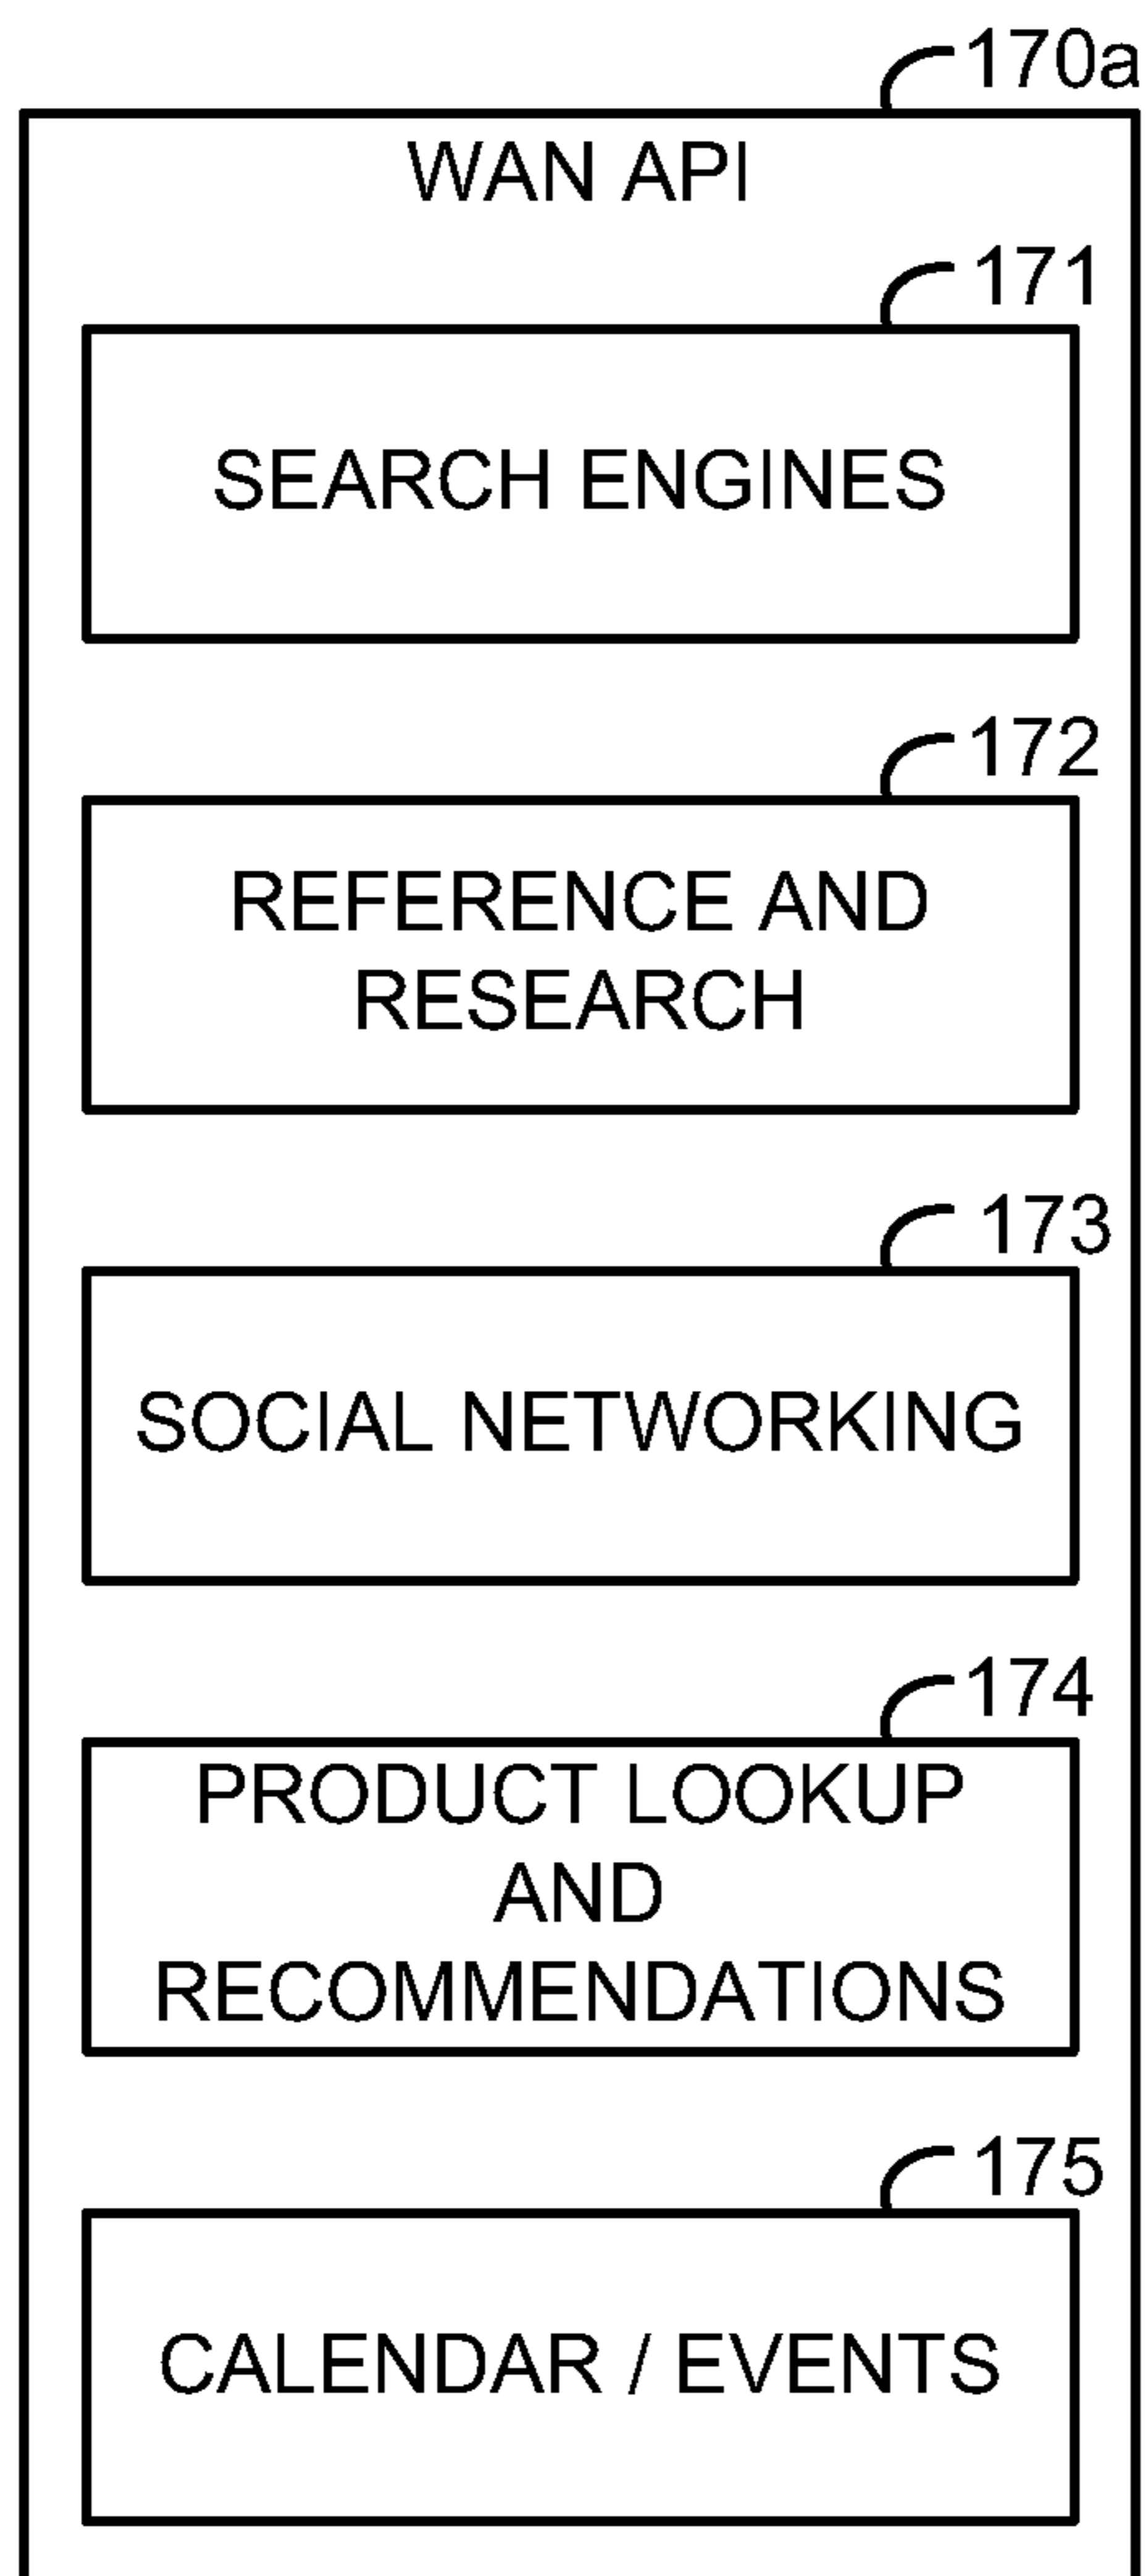 170a
WAN API
171
SEARCH ENGINES
172
REFERENCE AND
RESEARCH
173
SOCIAL NETWORKING
174
PRODUCT LOOKUP
AND
RECOMMENDATIONS
175
CALENDAR / EVENTS